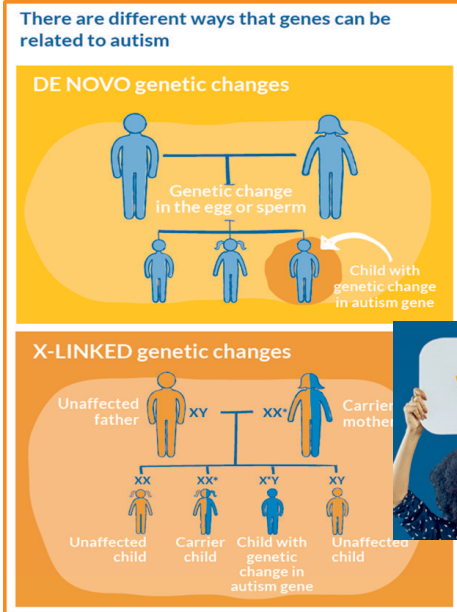 There are different ways that genes can be
related to autism
DE NOVO genetic changes
Genetic change
in the egg or sperm
Child with
genetic change
in autism gene
X-LINKED genetic changes
Unaffected
father
XY
XX*
Carrier
mother
XX
XX*
X*Y
XY
Unaffected
child
Carrier
child
Child with
genetic
change in
autism gene
Unaffected
child